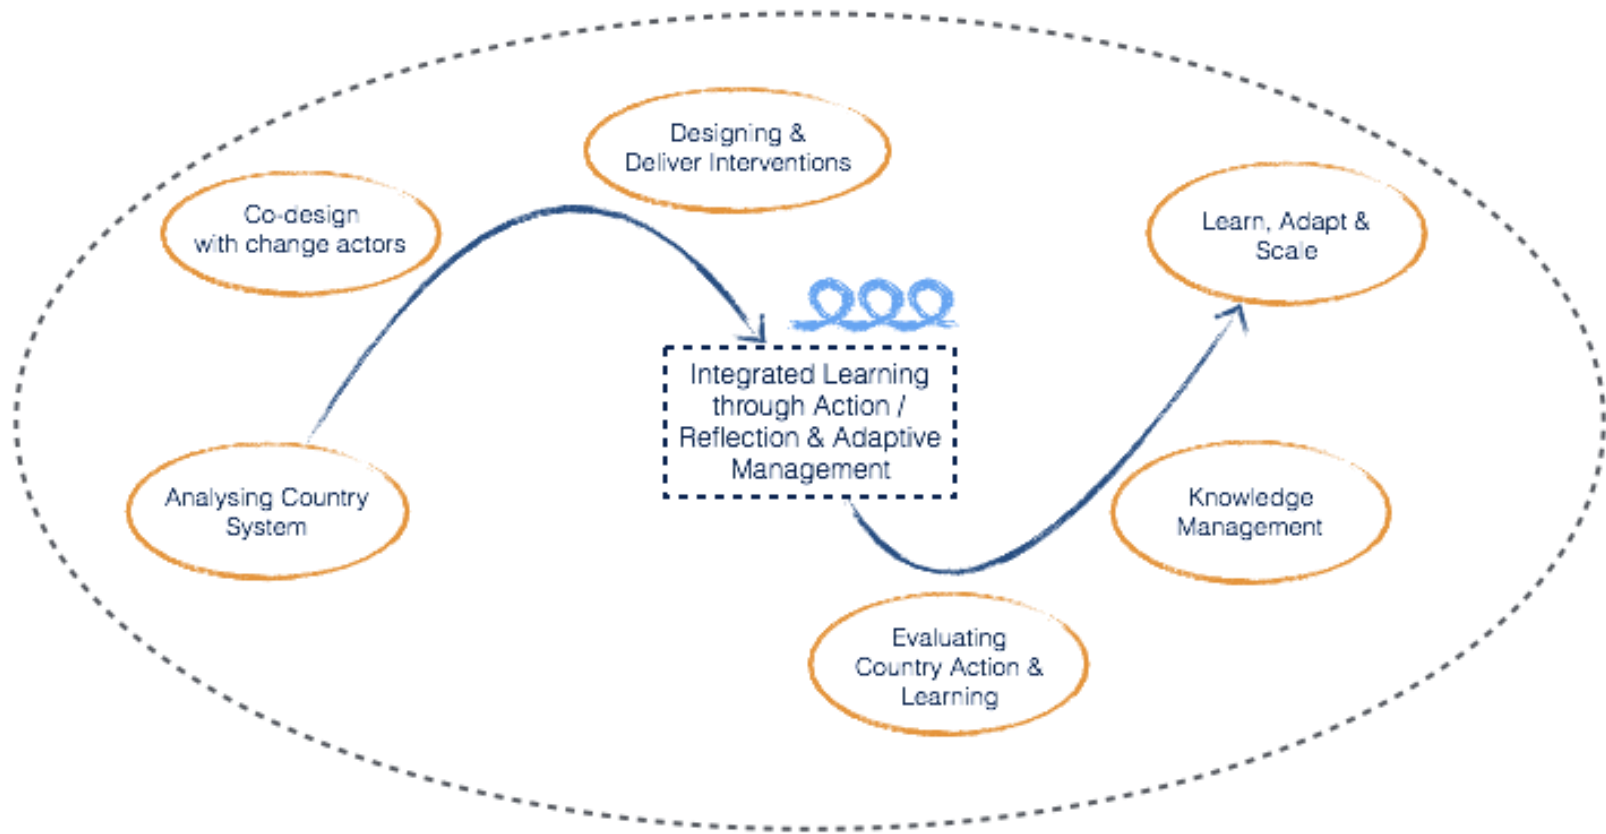 Designing &
Deliver Interventions
Co-design
with change actors
Learn, Adapt &
Scale
Integrated Learning
through Action /
Reflection & Adaptive
Management
Analysing Country
System
Knowledge
Management
Evaluating
Country Action &
Learning